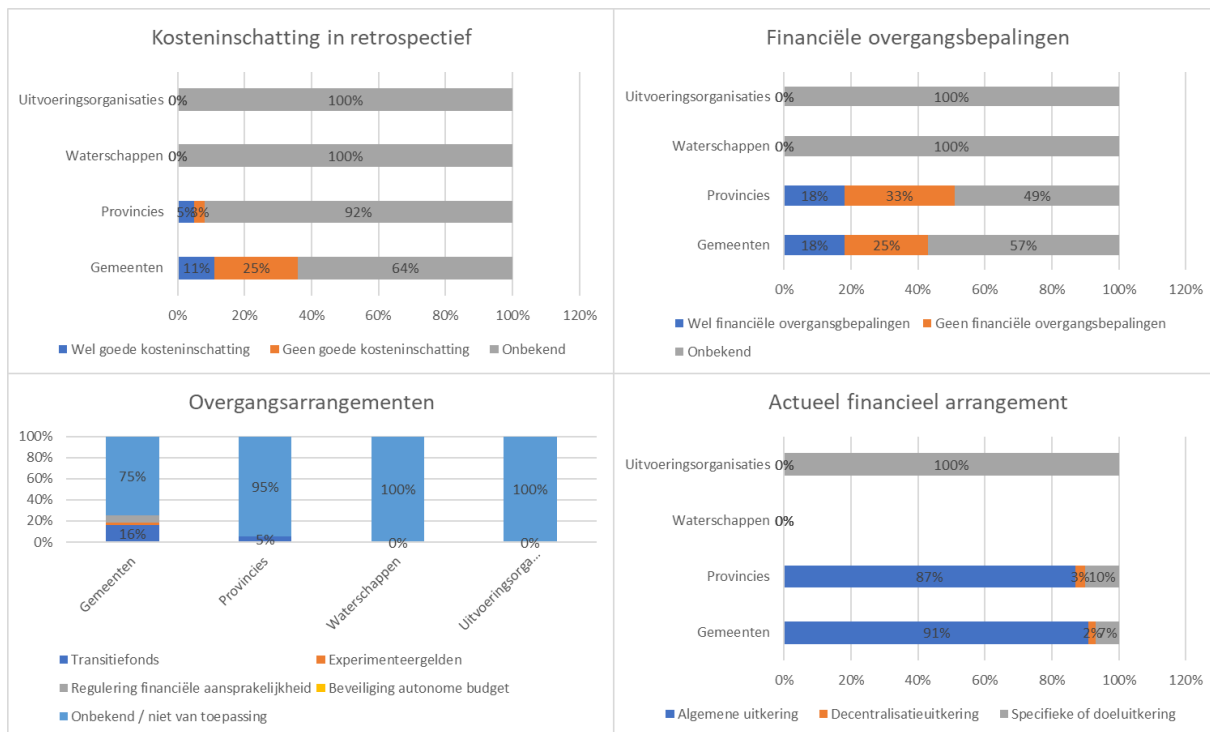 Kosteninschatting in retrospectief
Uitvoeringsorganisaties 0% 100%
Waterschappen 0% 100%
Provincies 5% 3% 92%
Gemeenten 11% 25% 64%
0% 20% 40% 60% 80% 100% 120%
Wel goede kosteninschatting Geen goede kosteninschatting Onbekend
Financiële overgangsbepalingen
Uitvoeringsorganisaties 0% 100%
Waterschappen 0% 100%
Provincies 18% 33% 49%
Gemeenten 18% 25% 57%
0% 20% 40% 60% 80% 100% 120%
Wel financiële overgansgbepalingen Geen financiële overgangsbepalingen
Onbekend
Overgangsarrangementen
100%
80% 75% 95% 100% 100%
60%
40%
20% 16% 5% 0% 0%
0%
Gemeenten Provincies Waterschappen Uitvoeringsorga...
Transitiefonds Experimenteergelden
Regulering financiële aansprakelijkheid Beveiliging autonome budget
Onbekend / niet van toepassing
Actueel financieel arrangement
Uitvoeringsorganisaties 0% 100%
Waterschappen 0%
Provincies 87% 3% 10%
Gemeenten 91% 2% 7%
0% 20% 40% 60% 80% 100% 120%
Algemene uitkering Decentralisatieuitkering Specifieke of doeluitkering